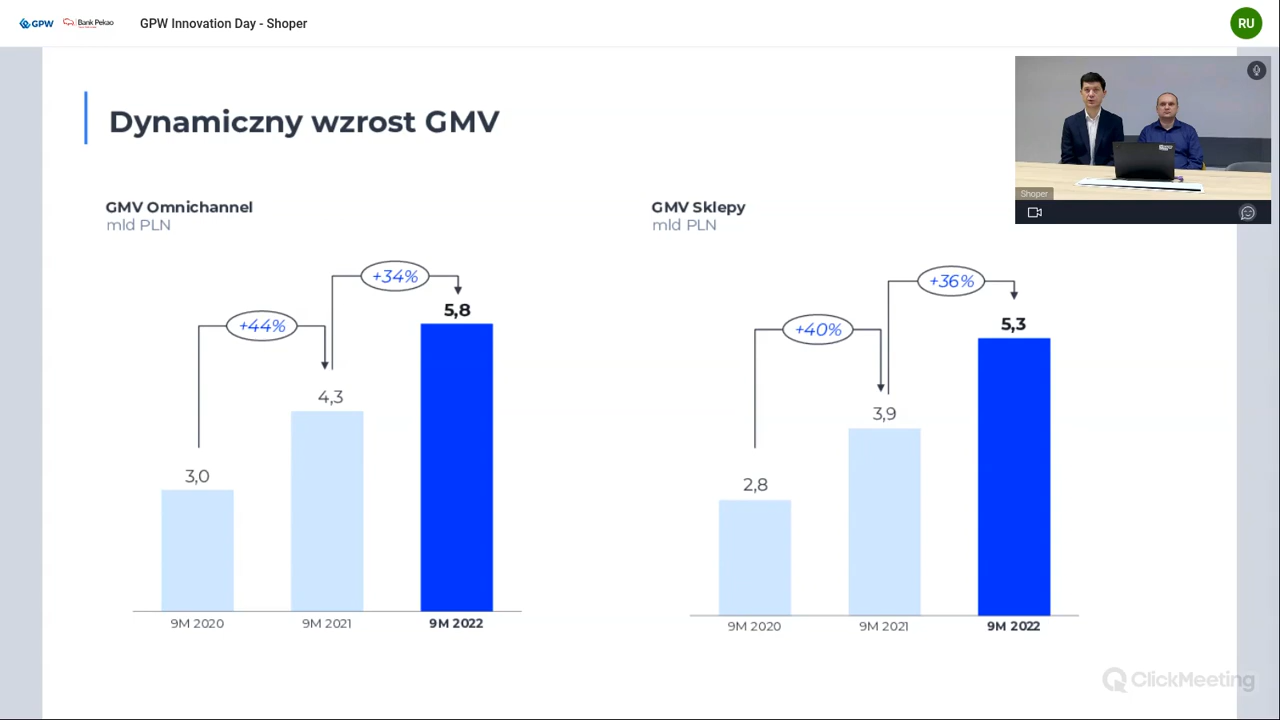 GPW
Bank Pekao
GPW Innovation Day - Shoper
RU
Dynamiczny wzrost GMV
Shoper
GMV Omnichannel
mld PLN
+34%
+44%
5,8
4,3
3,0
9M 2020
9M 2021
9M 2022
GMV Sklepy
mld PLN
+36%
+40%
5,3
3,9
2,8
9M 2020
9M 2021
9M 2022
ClickMeeting